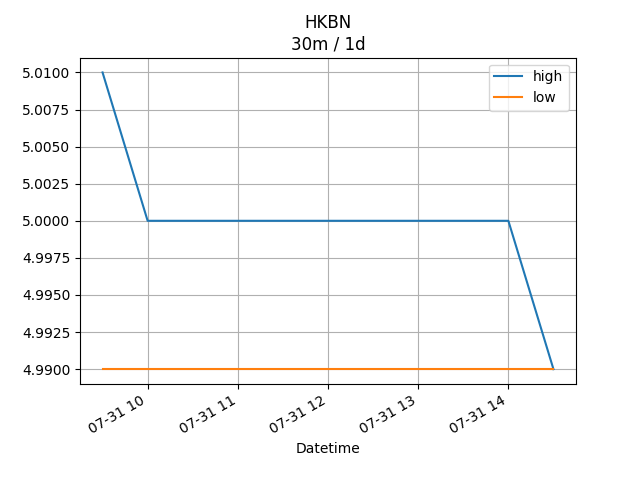 HKBN
30m / 1d
high
low
5.0100
5.0075
5.0050
5.0025
5.0000
4.9975
4.9950
4.9925
4.9900
07-31 10
07-31 11
07-31 12
07-31 13
07-31 14
Datetime